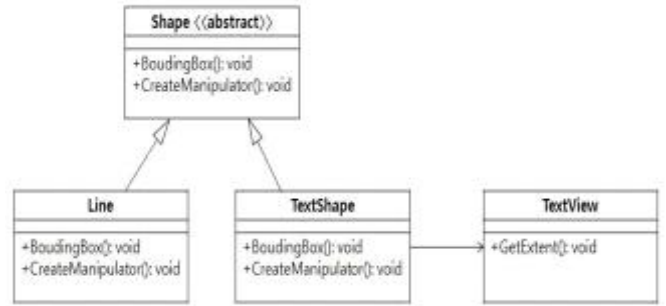 Shape 〈〈abstract〉〉
+BoudingBox(): void
+CreateManipulator(): void
Line
+BoudingBox(): void
+CreateManipulator(): void
TextShape
+BoudingBox(): void
+CreateManipulator(): void
TextView
+GetExtent(): void